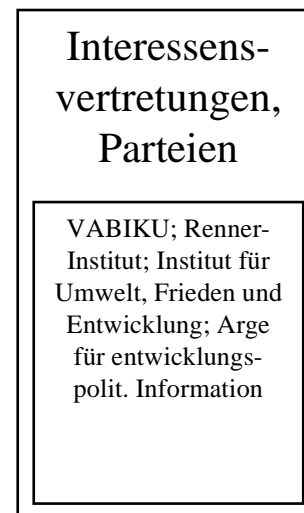 Interessens-
vertretungen,
Parteien
VABIKU; Renner-
Institut; Institut für
Umwelt, Frieden und
Entwicklung; Arge
für entwicklungs-
polit. Information